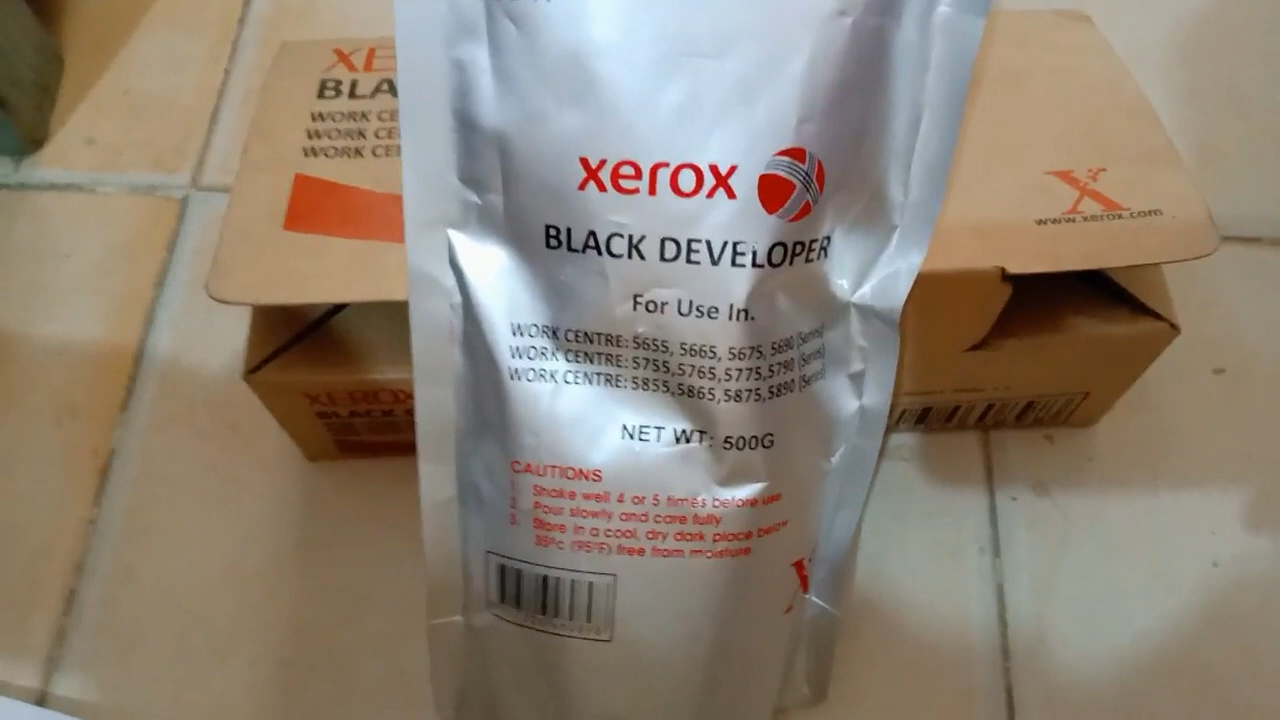 XE
BLA
WORK CE
WORK CE
WORK CE
X
www.xerox.com
xerox
BLACK DEVELOPER
For Use In.
WORK CENTRE: 5655, 5665, 5675, 5690 (Series)
WORK CENTRE: 5755,5765,5775,5790 (Series)
WORK CENTRE: 5855,5865,5875,5890 (Series)
NET WT: 500G
CAUTIONS
1. Shake well 4 or 5 times before use
2. Pour slowly and care fully
3. Store in a cool, dry dark place below
35°c (95°F) free from moisture
XEROX
BLACK